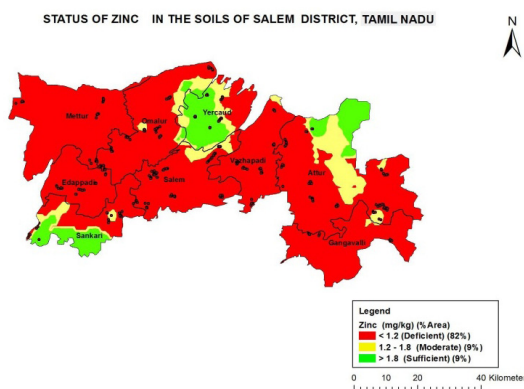 STATUS OF ZINC IN THE SOILS OF SALEM DISTRICT, TAMIL NADU
N
Mettur
Omalur
Yercaud
Vazhapadi
Attur
Edappadi
Salem
Sankari
Gangavalli
Legend
Zinc (mg/kg) (%Area)
< 1.2 (Deficient) (82%)
1.2 - 1.8 (Moderate) (9%)
> 1.8 (Sufficient) (9%)
0 10 20 40 Kilometer